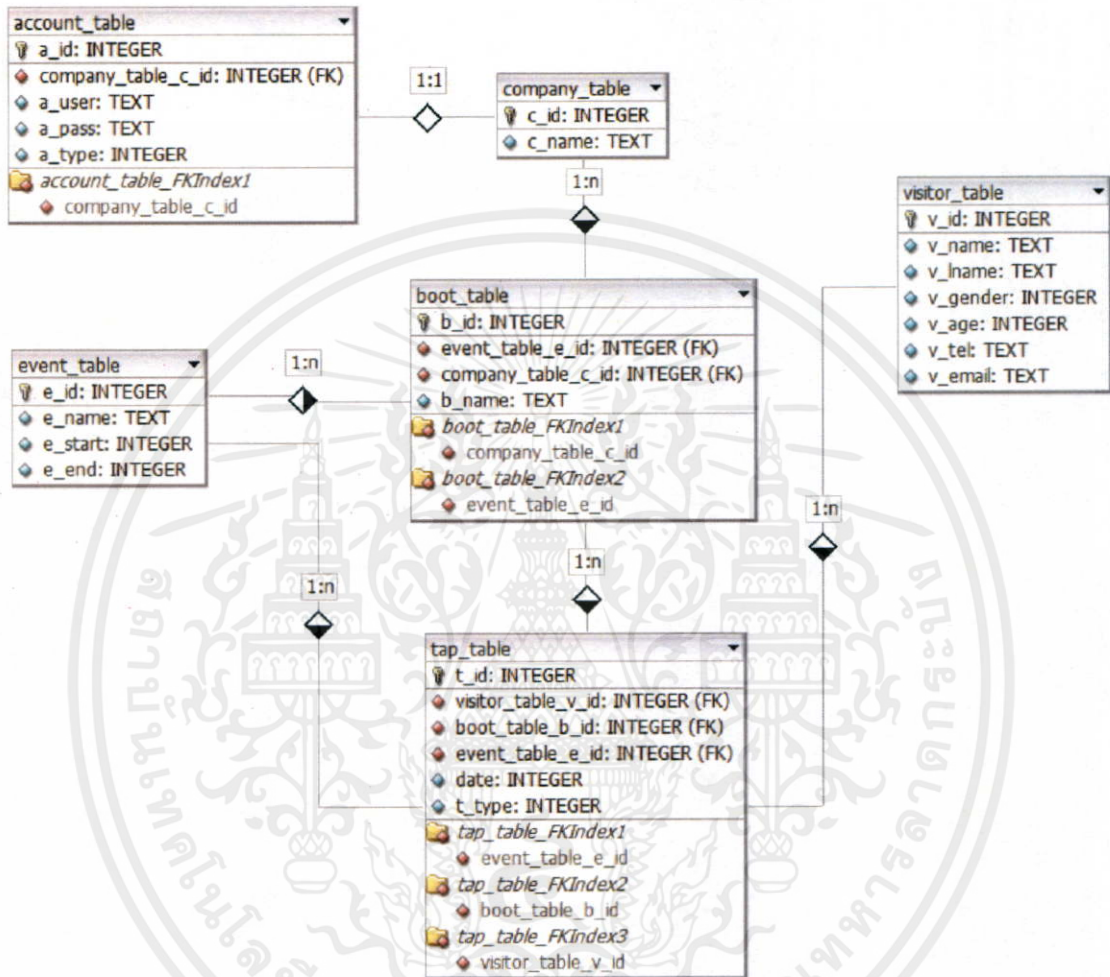 account_table
a_id: INTEGER
company_table_c_id: INTEGER (FK)
a_user: TEXT
a_pass: TEXT
a_type: INTEGER
account_table_FKIndex1
company_table_c_id
1:1
company_table
c_id: INTEGER
c_name: TEXT
1:n
visitor_table
v_id: INTEGER
v_name: TEXT
v_lname: TEXT
v_gender: INTEGER
v_age: INTEGER
v_tel: TEXT
v_email: TEXT
boot_table
b_id: INTEGER
event_table_e_id: INTEGER (FK)
company_table_c_id: INTEGER (FK)
b_name: TEXT
boot_table_FKIndex1
company_table_c_id
boot_table_FKIndex2
event_table_e_id
event_table
e_id: INTEGER
e_name: TEXT
e_start: INTEGER
e_end: INTEGER
1:n
1:n
1:n
1:n
tap_table
t_id: INTEGER
visitor_table_v_id: INTEGER (FK)
boot_table_b_id: INTEGER (FK)
event_table_e_id: INTEGER (FK)
date: INTEGER
t_type: INTEGER
tap_table_FKIndex1
event_table_e_id
tap_table_FKIndex2
boot_table_b_id
tap_table_FKIndex3
visitor_table_v_id